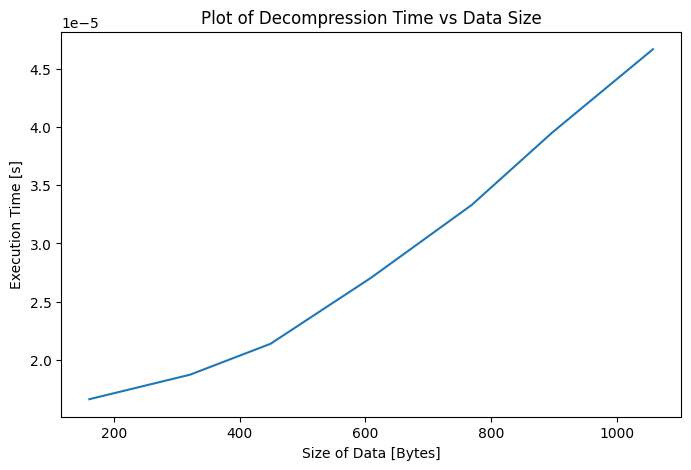 Plot of Decompression Time vs Data Size
1e−5
4.5
4.0
3.5
3.0
2.5
2.0
Execution Time [s]
200 400 600 800 1000
Size of Data [Bytes]